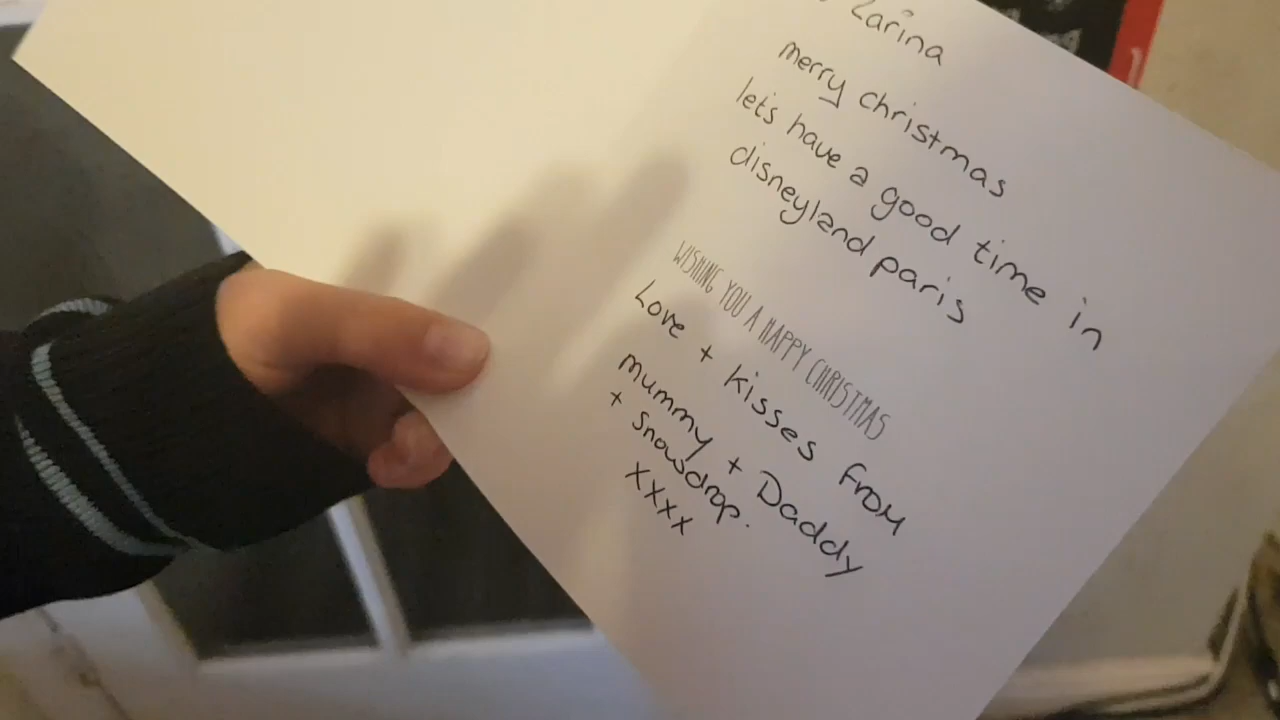 Zarina
merry christmas
let's have a good time in
disneyland paris
WISHING YOU A HAPPY CHRISTMAS
Love + kisses from
mummy + Daddy
+ Snowdrop.
xxxx